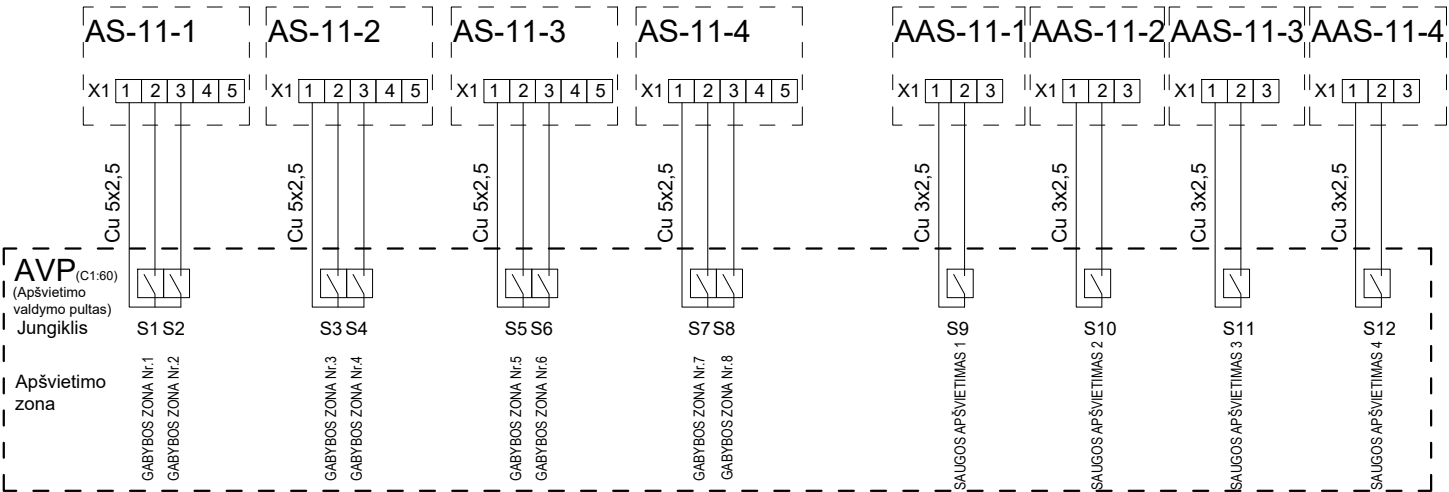 AS-11-1 AS-11-2 AS-11-3 AS-11-4 AAS-11-1 AAS-11-2 AAS-11-3 AAS-11-4
X1 1 2 3 4 5 X1 1 2 3 4 5 X1 1 2 3 4 5 X1 1 2 3 4 5 X1 1 2 3 X1 1 2 3 X1 1 2 3 X1 1 2 3
Cu 5x2,5
Cu 5x2,5
Cu 5x2,5
Cu 5x2,5
Cu 3x2,5
Cu 3x2,5
Cu 3x2,5
Cu 3x2,5
AVP (C1:60)
(Apšvietimo
valdymo pultas)
Jungiklis S1 S2 S3 S4 S5 S6 S7 S8 S9 S10 S11 S12
Apšvietimo
zona
GABYBOS ZONA Nr.1
GABYBOS ZONA Nr.2
GABYBOS ZONA Nr.3
GABYBOS ZONA Nr.4
GABYBOS ZONA Nr.5
GABYBOS ZONA Nr.6
GABYBOS ZONA Nr.7
GABYBOS ZONA Nr.8
SAUGOS APŠVIETIMAS 1
SAUGOS APŠVIETIMAS 2
SAUGOS APŠVIETIMAS 3
SAUGOS APŠVIETIMAS 4